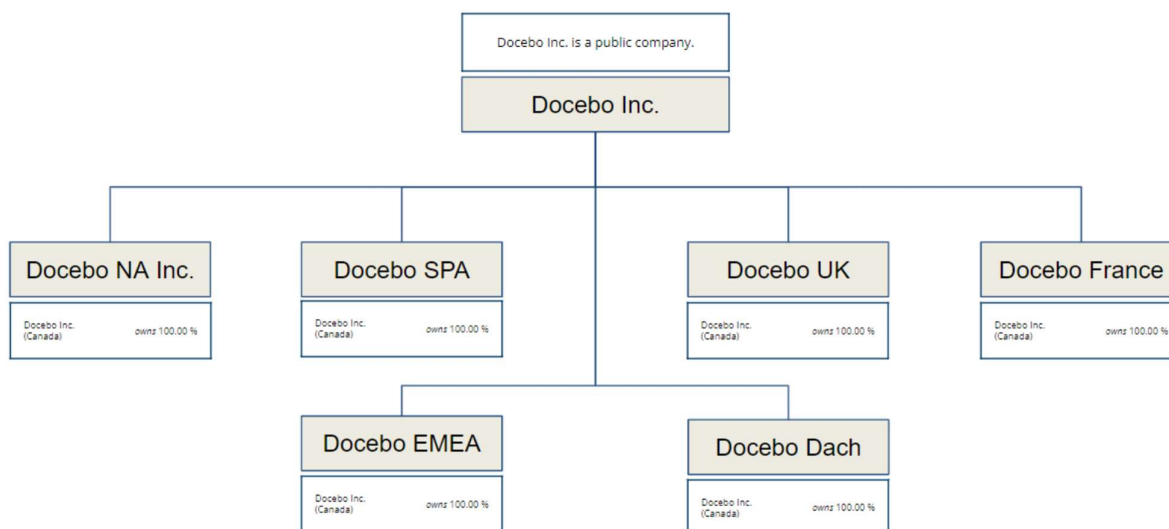 Docebo Inc. is a public company.
Docebo Inc.
Docebo NA Inc.
Docebo Inc.
(Canada)
owns 100.00 %
Docebo SPA
Docebo Inc.
(Canada)
owns 100.00 %
Docebo UK
Docebo Inc.
(Canada)
owns 100.00 %
Docebo France
Docebo Inc.
(Canada)
owns 100.00 %
Docebo EMEA
Docebo Inc.
(Canada)
owns 100.00 %
Docebo Dach
Docebo Inc.
(Canada)
owns 100.00 %